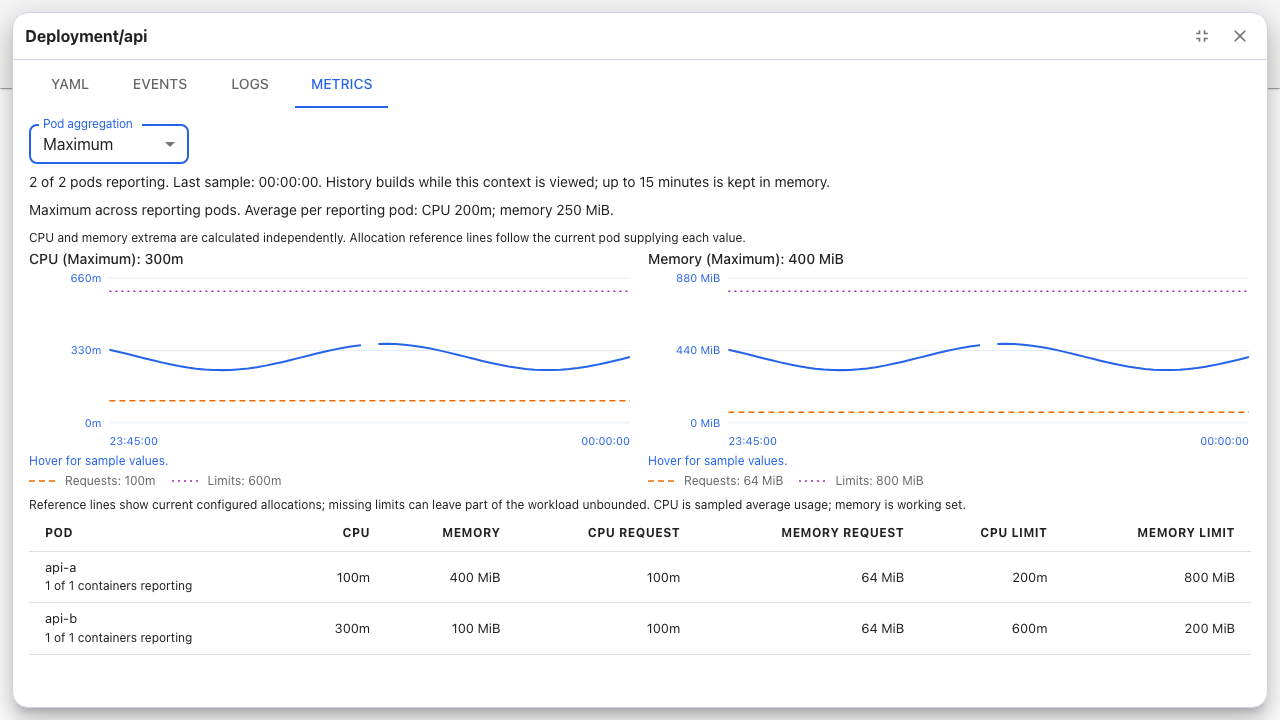 Deployment/api
YAML EVENTS LOGS METRICS
Pod aggregation
Maximum
2 of 2 pods reporting. Last sample: 00:00:00. History builds while this context is viewed; up to 15 minutes is kept in memory.
Maximum across reporting pods. Average per reporting pod: CPU 200m; memory 250 MiB.
CPU and memory extrema are calculated independently. Allocation reference lines follow the current pod supplying each value.
CPU (Maximum): 300m
660m
330m
0m
23:45:00 00:00:00
Hover for sample values.
Requests: 100m Limits: 600m
Memory (Maximum): 400 MiB
880 MiB
440 MiB
0 MiB
23:45:00 00:00:00
Hover for sample values.
Requests: 64 MiB Limits: 800 MiB
Reference lines show current configured allocations; missing limits can leave part of the workload unbounded. CPU is sampled average usage; memory is working set.
POD CPU MEMORY CPU REQUEST MEMORY REQUEST CPU LIMIT MEMORY LIMIT
api-a
1 of 1 containers reporting
100m 400 MiB 100m 64 MiB 200m 800 MiB
api-b
1 of 1 containers reporting
300m 100 MiB 100m 64 MiB 600m 200 MiB